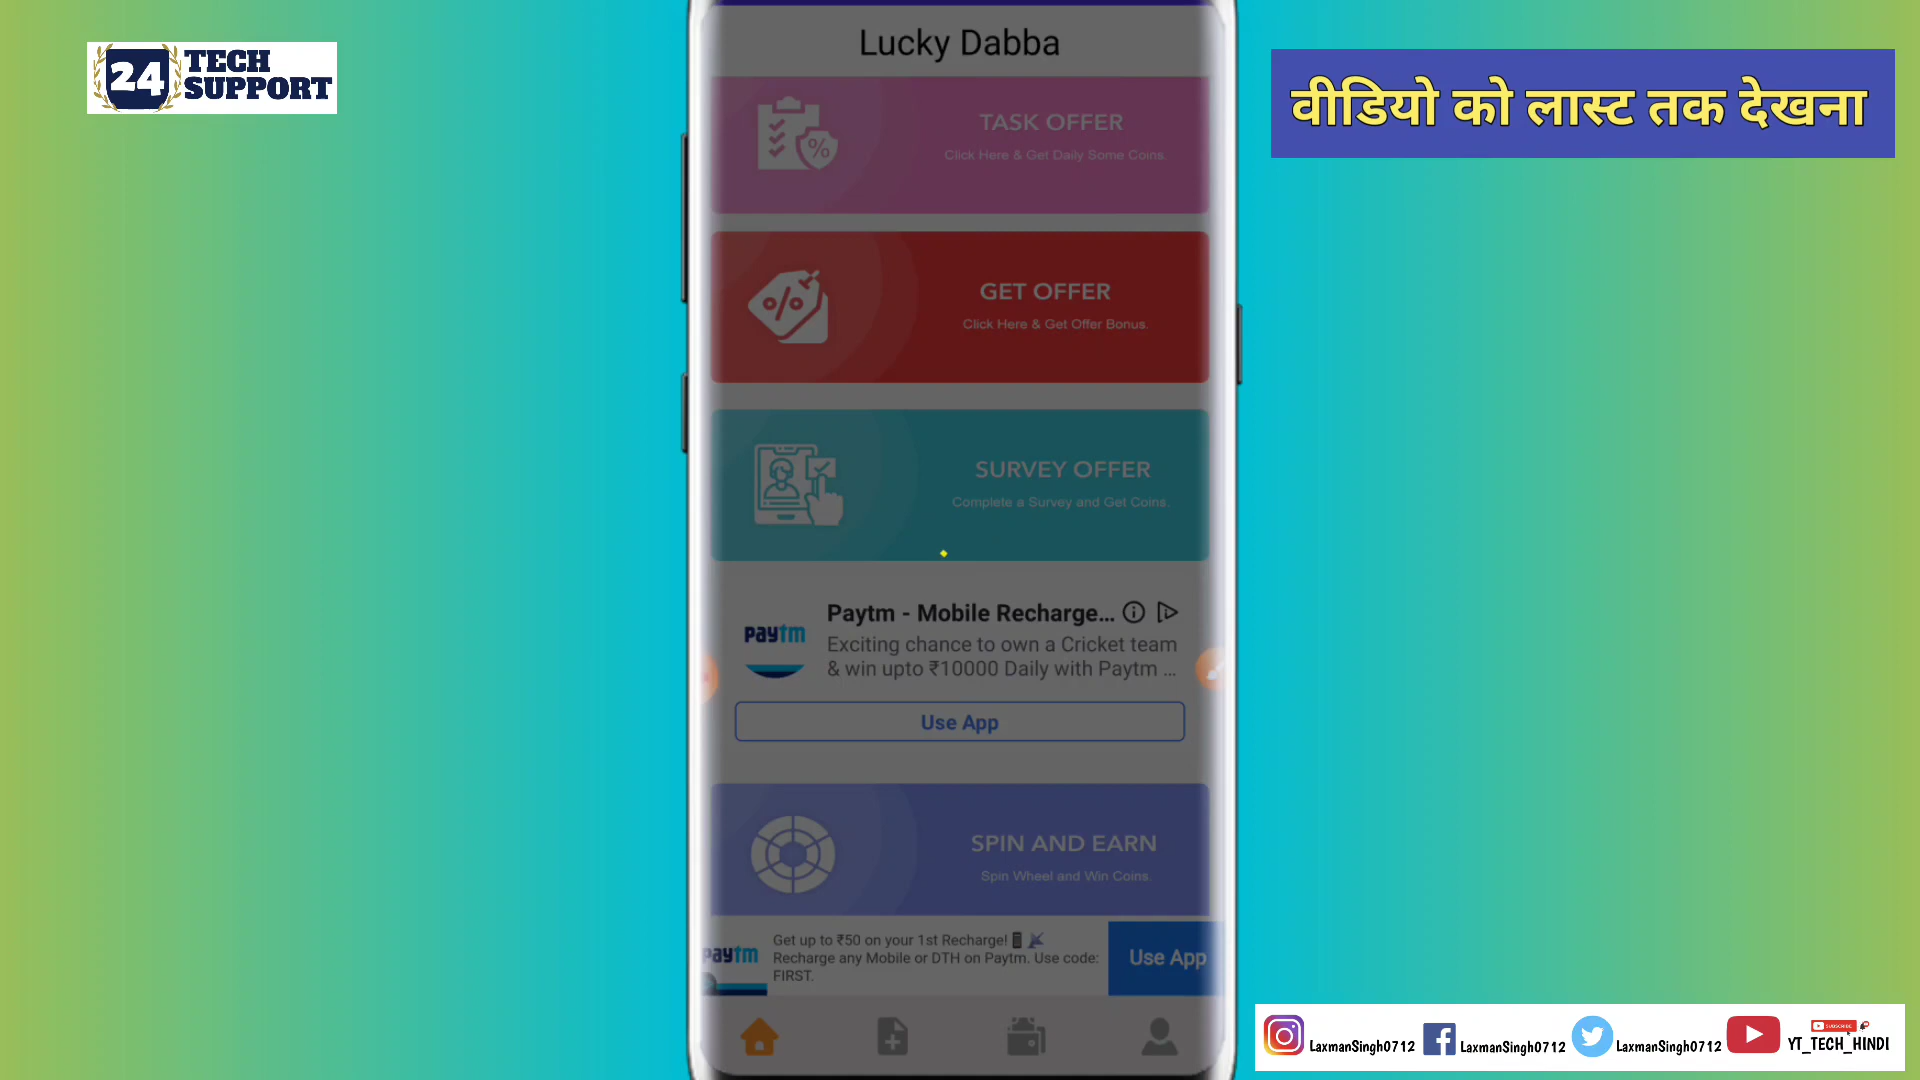 24 TECH
SUPPORT
वीडियो को लास्ट तक देखना
Lucky Dabba
TASK OFFER
Click Here & Get Daily Some Coins.
GET OFFER
Click Here & Get Offer Bonus.
SURVEY OFFER
Complete a Survey and Get Coins.
paytm
Paytm - Mobile Recharge...
Exciting chance to own a Cricket team
& win upto ₹10000 Daily with Paytm ...
Use App
SPIN AND EARN
Spin Wheel and Win Coins.
paytm
Get up to ₹50 on your 1st Recharge!
Recharge any Mobile or DTH on Paytm. Use code:
FIRST.
Use App
LaxmanSingh0712
LaxmanSingh0712
LaxmanSingh0712
SUBSCRIBE
YT_TECH_HINDI